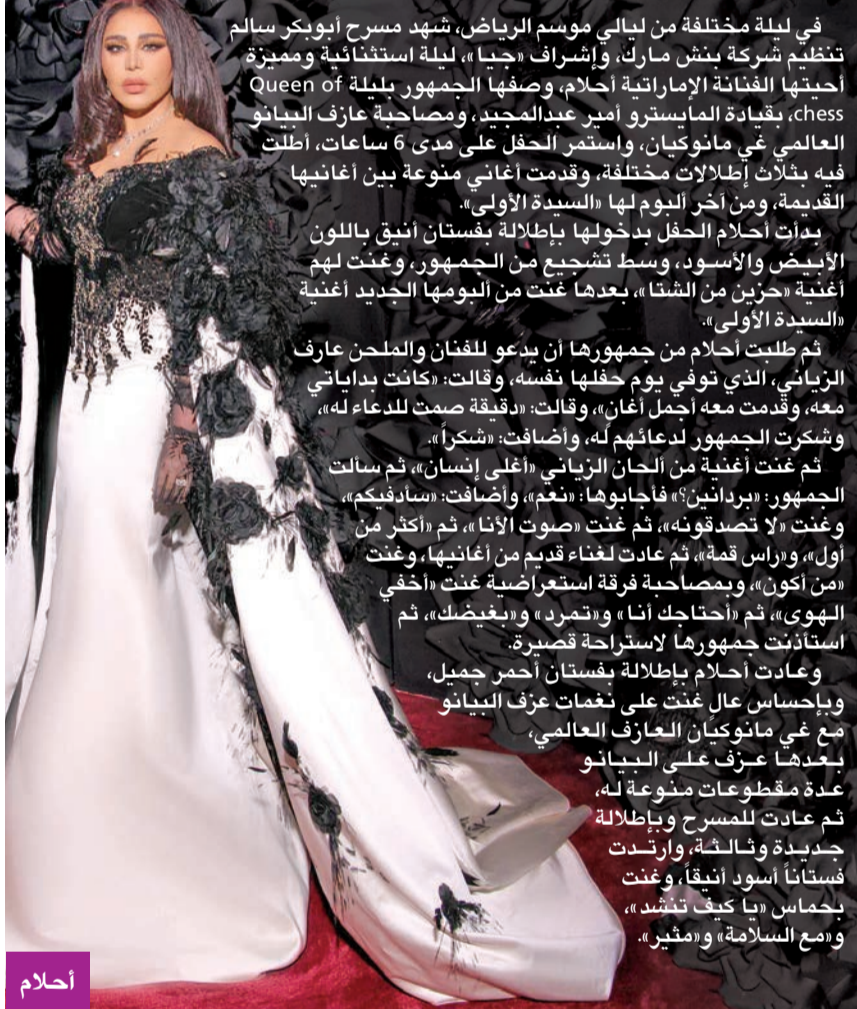 في ليلة مختلفة من ليالي موسم الرياض، شهد مسرح أبوبكر سالم
تنظيم شركة بنش مارك، وإشراف «جيا»، ليلة استثنائية ومميزة
أحيتها الفنانة الإماراتية أحلام، وصفها الجمهور بليلة Queen of
chess، بقيادة المايسترو أمير عبدالمجيد، ومصاحبة عازف البيانو
العالمي غي مانوكيان، واستمر الحفل على مدى 6 ساعات، أطلت
فيه بثلاث إطلالات مختلفة، وقدمت أغاني منوعة بين أغانيها
القديمة، ومن آخر ألبوم لها «السيدة الأولى».
بدأت أحلام الحفل بدخولها بإطلالة بفستان أنيق باللون
الأبيض والأسود، وسط تشجيع من الجمهور، وغنت لهم
أغنية «حزين من الشتا»، بعدها غنت من ألبومها الجديد أغنية
«السيدة الأولى».
ثم طلبت أحلام من جمهورها أن يدعو للفنان والملحن عارف
الزياني، الذي توفي يوم حفلها نفسه، وقالت: «كانت بداياتي
معه، وقدمت معه أجمل أغانٍ»، وقالت: «دقيقة صمت للدعاء له»،
وشكرت الجمهور لدعائهم له، وأضافت: «شكراً».
ثم غنت أغنية من ألحان الزياني «أغلى إنسان»، ثم سألت
الجمهور: «بردانين؟» فأجابوها: «نعم»، وأضافت: «سأدفيكم»،
وغنت «لا تصدقونه»، ثم غنت «صوت الأنا»، ثم «أكثر من
أول»، و«راس قمة»، ثم عادت لغناء قديم من أغانيها، وغنت
«من أكون»، وبمصاحبة فرقة استعراضية غنت «أخفي
الهوى»، ثم «أحتاجك أنا» و«تمرد» و«بغيضك»، ثم
استأذنت جمهورها لاستراحة قصيرة.
وعادت أحلام بإطلالة بفستان أحمر جميل،
وبإحساس عالٍ غنت على نغمات عزف البيانو
مع غي مانوكيان العازف العالمي،
بعدها عزف على البيانو
عدة مقطوعات منوعة له،
ثم عادت للمسرح وبإطلالة
جديدة وثالثة، وارتدت
فستاناً أسود أنيقاً، وغنت
بحماس «يا كيف تنشد»،
و«مع السلامة» و«مثير».
أحلام